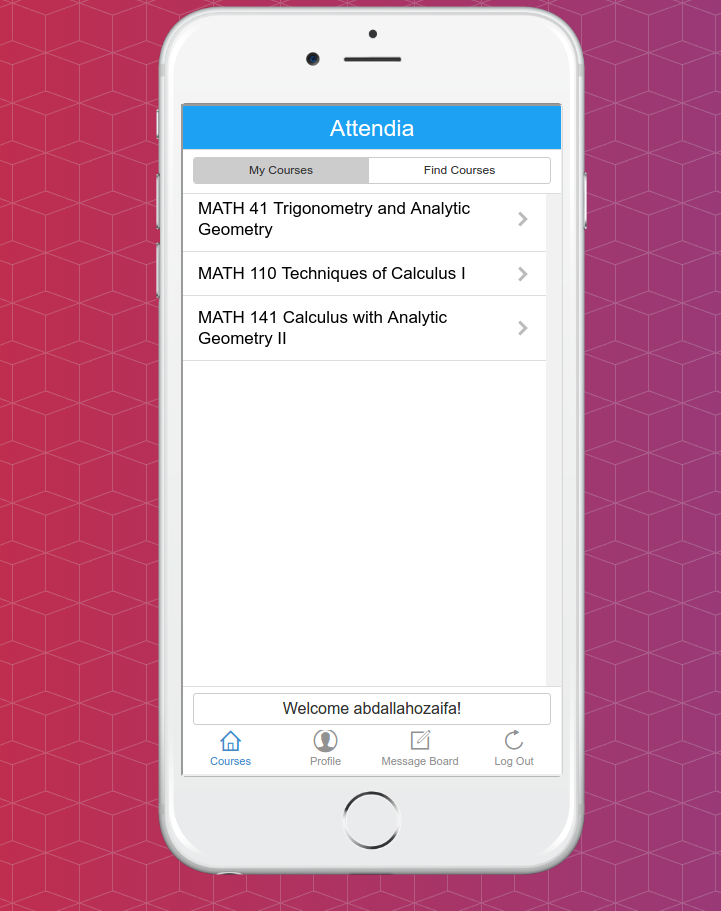 Attendia
My Courses
Find Courses
MATH 41 Trigonometry and Analytic
Geometry
MATH 110 Techniques of Calculus I
MATH 141 Calculus with Analytic
Geometry II
Welcome abdallahozaifa!
Courses
Profile
Message Board
Log Out